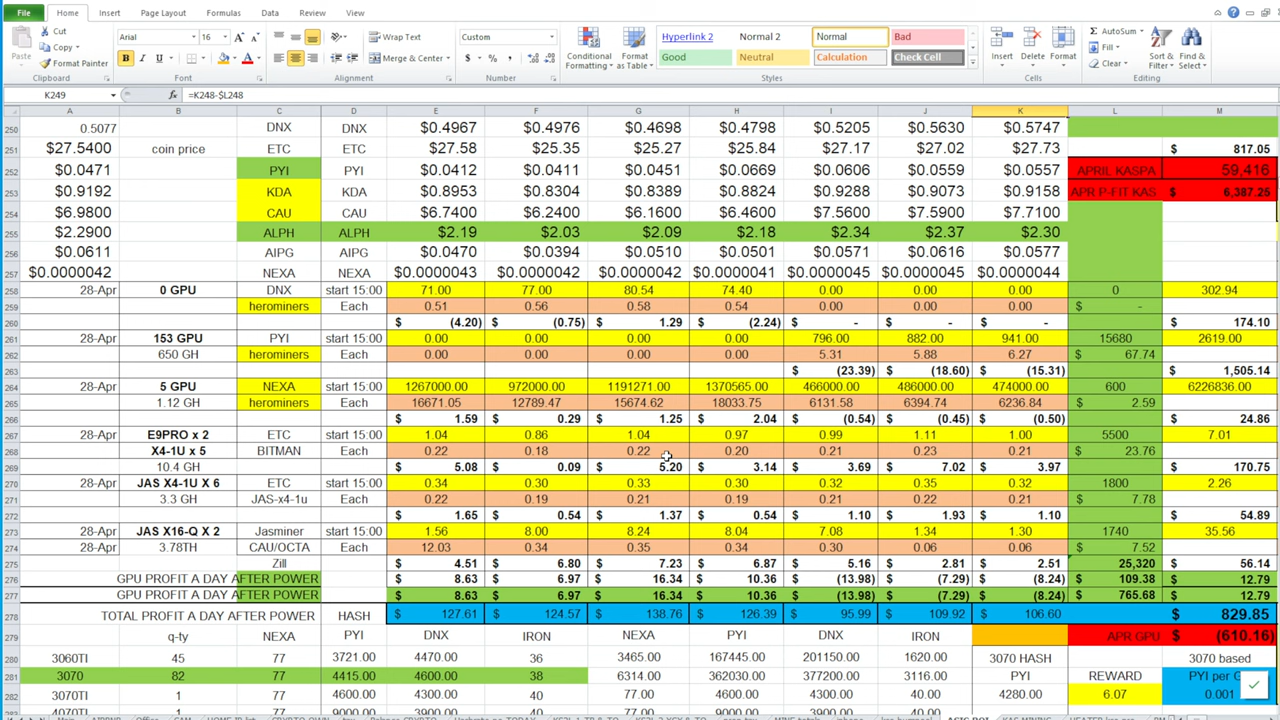 File Home Insert Page Layout Formulas Data Review View
Cut Arial 16 Wrap Text Custom Hyperlink 2 Normal 2 Normal Bad AutoSum
Copy Fill
Paste Format Painter Merge & Center Conditional Formatting Format as Table Good Neutral Calculation Check Cell Insert Delete Format Clear Sort & Filter Find & Select
Clipboard Font Alignment Number Styles Cells Editing
K249 fx =K248-$L248
A B C D E F G H I J K L M
250 0.5077 DNX DNX $0.4967 $0.4976 $0.4698 $0.4798 $0.5205 $0.5630 $0.5747
251 $27.5400 coin price ETC ETC $27.58 $25.35 $25.27 $25.84 $27.17 $27.02 $27.73 817.05
252 $0.0471 PYI PYI $0.0412 $0.0411 $0.0451 $0.0669 $0.0606 $0.0559 $0.0557 APRIL KASPA 59,416
253 $0.9192 KDA KDA $0.8953 $0.8304 $0.8389 $0.8824 $0.9288 $0.9073 $0.9158 APR P-FIT KAS $ 6,387.25
254 $6.9800 CAU CAU $6.7400 $6.2400 $6.1600 $6.4600 $7.5600 $7.5900 $7.7100
255 $2.2900 ALPH ALPH $2.19 $2.03 $2.09 $2.18 $2.34 $2.37 $2.30
256 $0.0611 AIPG AIPG $0.0470 $0.0394 $0.0510 $0.0501 $0.0571 $0.0616 $0.0577
257 $0.0000042 NEXA NEXA $0.0000043 $0.0000042 $0.0000042 $0.0000041 $0.0000045 $0.0000045 $0.0000044
258 28-Apr 0 GPU DNX start 15:00 71.00 77.00 80.54 74.40 0.00 0.00 0.00 0 302.94
259 herominers Each 0.51 0.56 0.58 0.54 0.00 0.00 0.00 $ -
260 $ (4.20) $ (0.75) $ 1.29 $ (2.24) $ - $ - $ - $ 174.10
261 28-Apr 153 GPU PYI start 15:00 0.00 0.00 0.00 0.00 796.00 882.00 941.00 15680 2619.00
262 650 GH herominers Each 0.00 0.00 0.00 0.00 5.31 5.88 6.27 $ 67.74
263 $ (23.39) $ (18.60) $ (15.31) $ 1,505.14
264 28-Apr 5 GPU NEXA start 15:00 1267000.00 972000.00 1191271.00 1370565.00 466000.00 486000.00 474000.00 600 6226836.00
265 1.12 GH herominers Each 16671.05 12789.47 15674.62 18033.75 6131.58 6394.74 6236.84 $ 2.59
266 $ 1.59 $ 0.29 $ 1.25 $ 2.04 $ (0.54) $ (0.45) $ (0.50) $ 24.86
267 28-Apr E9PRO x 2 ETC start 15:00 1.04 0.86 1.04 0.97 0.99 1.11 1.00 5500 7.01
268 X4-1U x 5 BITMAN Each 0.22 0.18 0.22 0.20 0.21 0.23 0.21 $ 23.76
269 10.4 GH $ 5.08 $ 0.09 $ 5.20 $ 3.14 $ 3.69 $ 7.02 $ 3.97 $ 170.75
270 28-Apr JAS X4-1U X 6 ETC start 15:00 0.34 0.30 0.33 0.30 0.32 0.35 0.32 1800 2.26
271 3.3 GH JAS-x4-1u Each 0.22 0.19 0.21 0.19 0.21 0.22 0.21 $ 7.78
272 $ 1.65 $ 0.54 $ 1.37 $ 0.54 $ 1.10 $ 1.93 $ 1.10 $ 54.89
273 28-Apr JAS X16-Q X 2 Jasminer start 15:00 1.56 8.00 8.24 8.04 7.08 1.34 1.30 1740 35.56
274 28-Apr 3.78TH CAU/OCTA Each 12.03 0.34 0.35 0.34 0.30 0.06 0.06 $ 7.52
275 Zill $ 4.51 $ 6.80 $ 7.23 $ 6.87 $ 5.16 $ 2.81 $ 2.51 25,320 $ 56.14
276 GPU PROFIT A DAY AFTER POWER $ 8.63 $ 6.97 $ 16.34 $ 10.36 $ (13.98) $ (7.29) $ (8.24) $ 109.38 $ 12.79
277 GPU PROFIT A DAY AFTER POWER $ 8.63 $ 6.97 $ 16.34 $ 10.36 $ (13.98) $ (7.29) $ (8.24) $ 765.68 $ 12.79
278 TOTAL PROFIT A DAY AFTER POWER HASH $ 127.61 $ 124.57 $ 138.76 $ 126.39 $ 95.99 $ 109.92 $ 106.60 $ 829.85
279 q-ty NEXA PYI DNX IRON NEXA PYI DNX IRON APR GPU $ (610.16)
280 3060TI 45 77 3721.00 4470.00 36 3465.00 167445.00 201150.00 1620.00 3070 HASH 3070 based
281 3070 82 77 4415.00 4600.00 38 6314.00 362030.00 377200.00 3116.00 PYI REWARD PYI per G
282 3070TI 1 77 4600.00 4300.00 40 77.00 4600.00 4300.00 40.00 4280.00 6.07 0.001